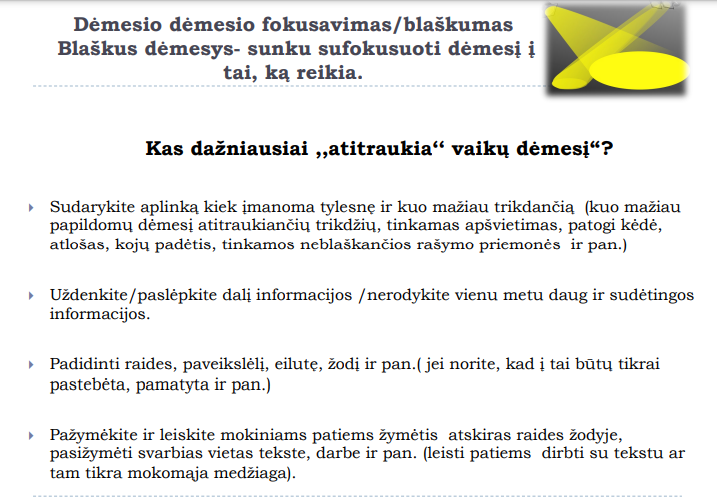 Dėmesio dėmesio fokusavimas/blaškumas
Blaškus dėmesys- sunku sufokusuoti dėmesį į
tai, ką reikia.
Kas dažniausiai ,,atitraukia‘‘ vaikų dėmesį“?
Sudarykite aplinką kiek įmanoma tylesnę ir kuo mažiau trikdančią (kuo mažiau
papildomų dėmesį atitraukiančių trikdžių, tinkamas apšvietimas, patogi kėdė,
atlošas, kojų padėtis, tinkamos neblaškančios rašymo priemonės ir pan.)
Uždenkite/paslėpkite dalį informacijos /nerodykite vienu metu daug ir sudėtingos
informacijos.
Padidinti raides, paveikslėlį, eilutę, žodį ir pan.( jei norite, kad į tai būtų tikrai
pastebėta, pamatyta ir pan.)
Pažymėkite ir leiskite mokiniams patiems žymėtis atskiras raides žodyje,
pasižymėti svarbias vietas tekste, darbe ir pan. (leisti patiems dirbti su tekstu ar
tam tikra mokomąja medžiaga).